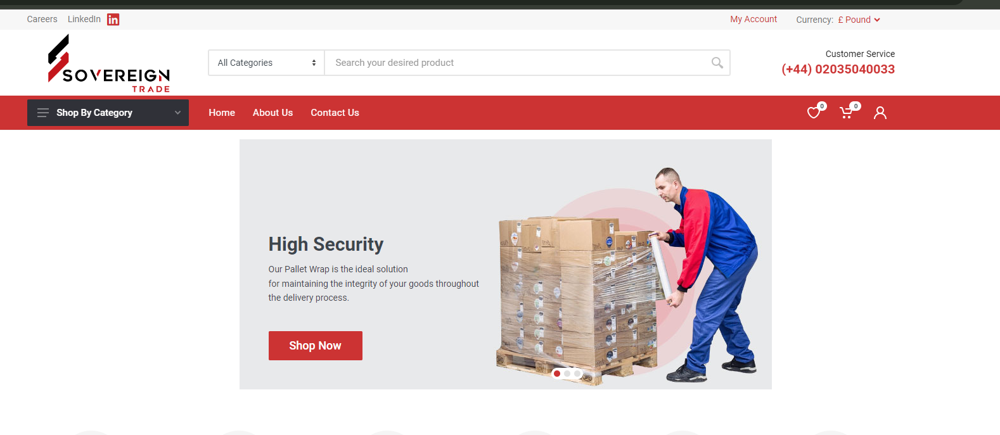 Careers LinkedIn in
My Account Currency: £ Pound
SOVEREIGN
TRADE
All Categories
Search your desired product
Customer Service
(+44) 02035040033
Shop By Category
Home About Us Contact Us
0 0
High Security
Our Pallet Wrap is the ideal solution
for maintaining the integrity of your goods throughout
the delivery process.
Shop Now